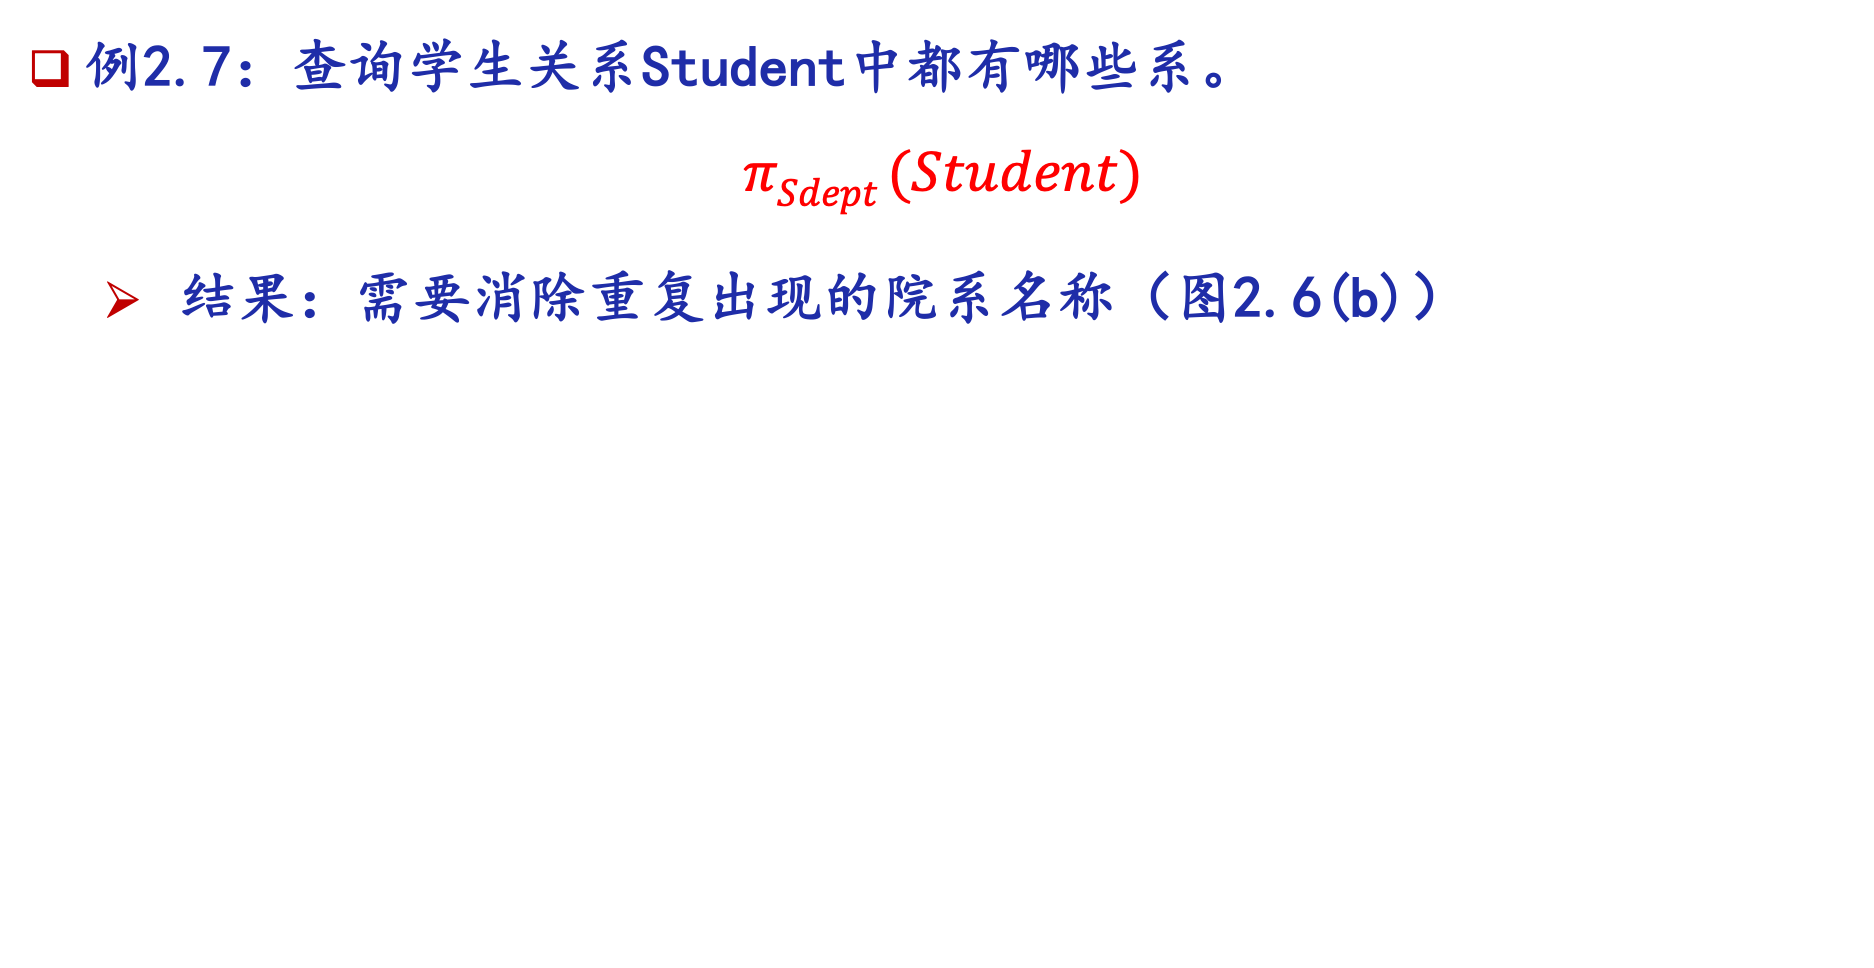 例2.7：查询学生关系Student中都有哪些系。
π_Sdept (Student)
结果：需要消除重复出现的院系名称（图2.6(b)）